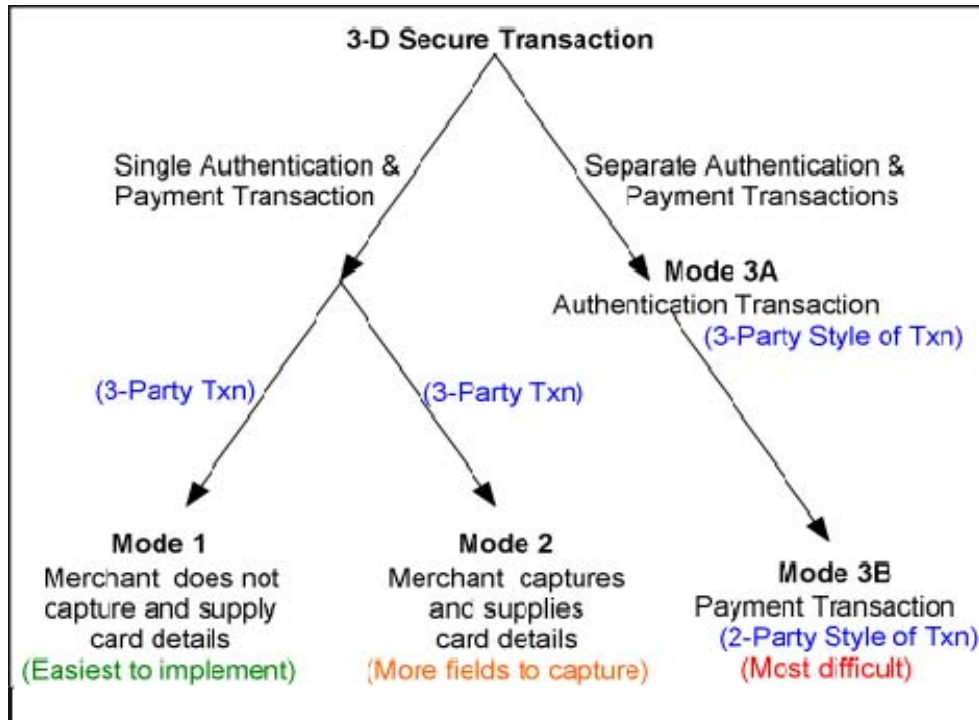 3-D Secure Transaction
Single Authentication &
Payment Transaction
Separate Authentication &
Payment Transactions
Mode 3A
Authentication Transaction
(3-Party Style of Txn)
(3-Party Txn)
(3-Party Txn)
Mode 1
Merchant does not
capture and supply
card details
(Easiest to implement)
Mode 2
Merchant captures
and supplies
card details
(More fields to capture)
Mode 3B
Payment Transaction
(2-Party Style of Txn)
(Most difficult)